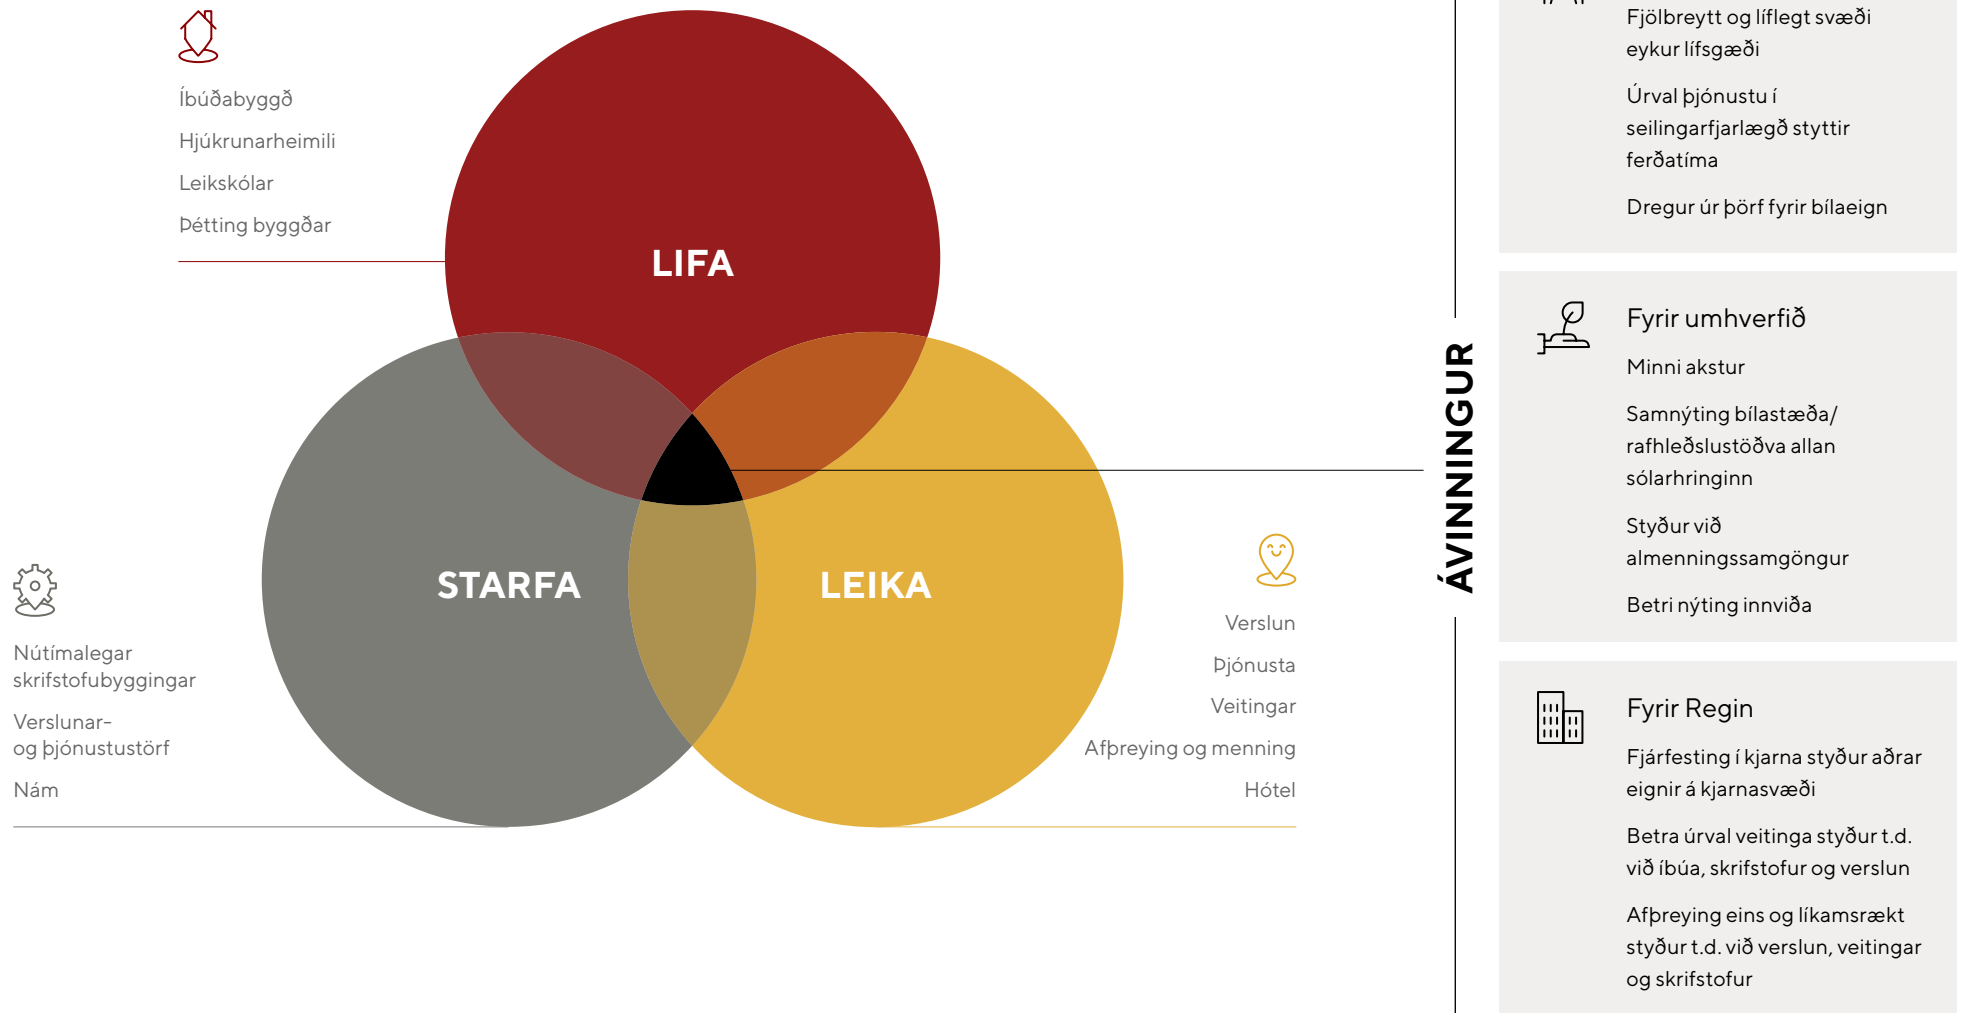 Íbúðabyggð
Hjúkrunarheimili
Leikskólar
Þétting byggðar
LIFA
STARFA
LEIKA
Nútímalegar
skrifstofubyggingar
Verslunar-
og þjónustustörf
Nám
Verslun
Þjónusta
Veitingar
Afþreying og menning
Hótel
ÁVINNINGUR
Fjölbreytt og líflegt svæði
eykur lífsgæði
Úrval þjónustu í
seilingarfjarlægð styttir
ferðatíma
Dregur úr þörf fyrir bílaeign
Fyrir umhverfið
Minni akstur
Samnýting bílastæða/
rafhleðslustöðva allan
sólarhringinn
Styður við
almenningssamgöngur
Betri nýting innviða
Fyrir Regin
Fjárfesting í kjarna styður aðrar
eignir á kjarnasvæði
Betra úrval veitinga styður t.d.
við íbúa, skrifstofur og verslun
Afþreying eins og líkamsrækt
styður t.d. við verslun, veitingar
og skrifstofur